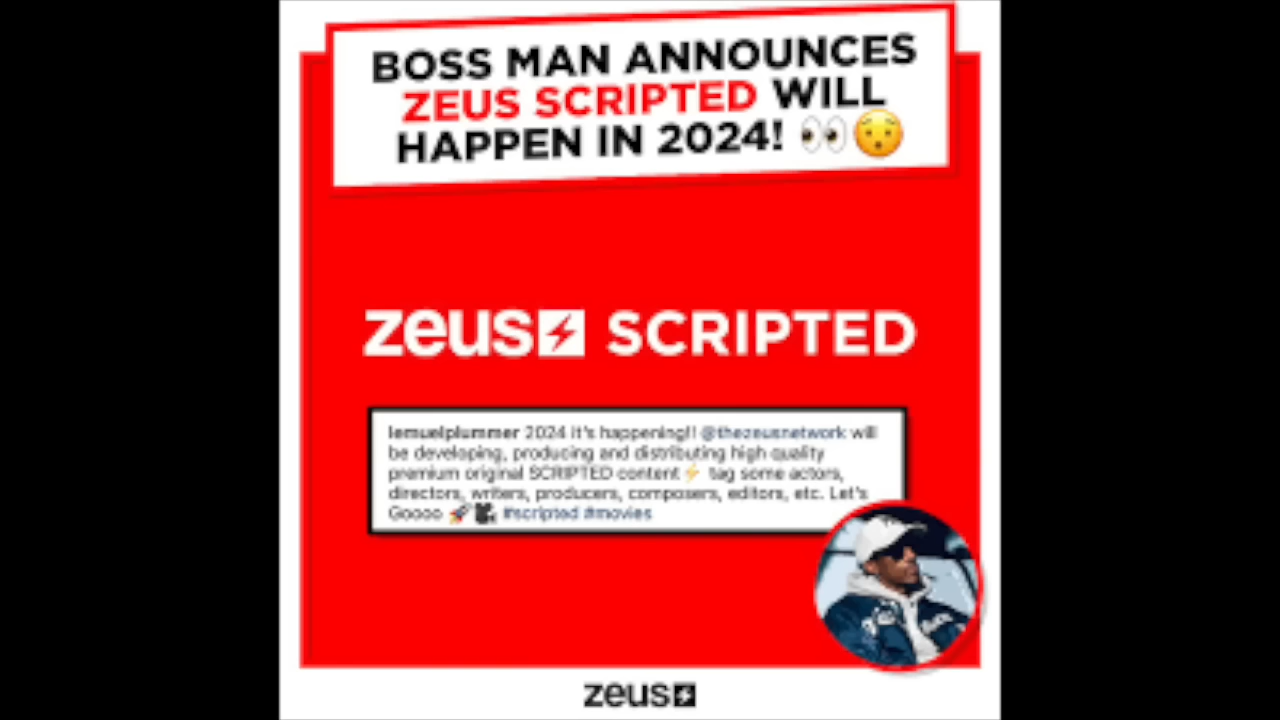 BOSS MAN ANNOUNCES
ZEUS SCRIPTED WILL
HAPPEN IN 2024! 👀😯
zeus SCRIPTED
lemuelplummer 2024 it's happening!! @thezeusnetwork will
be developing, producing and distributing high quality
premium original SCRIPTED content⚡ tag some actors,
directors, writers, producers, composers, editors, etc. Let's
Goooo 🚀🎥 #scripted #movies
zeus